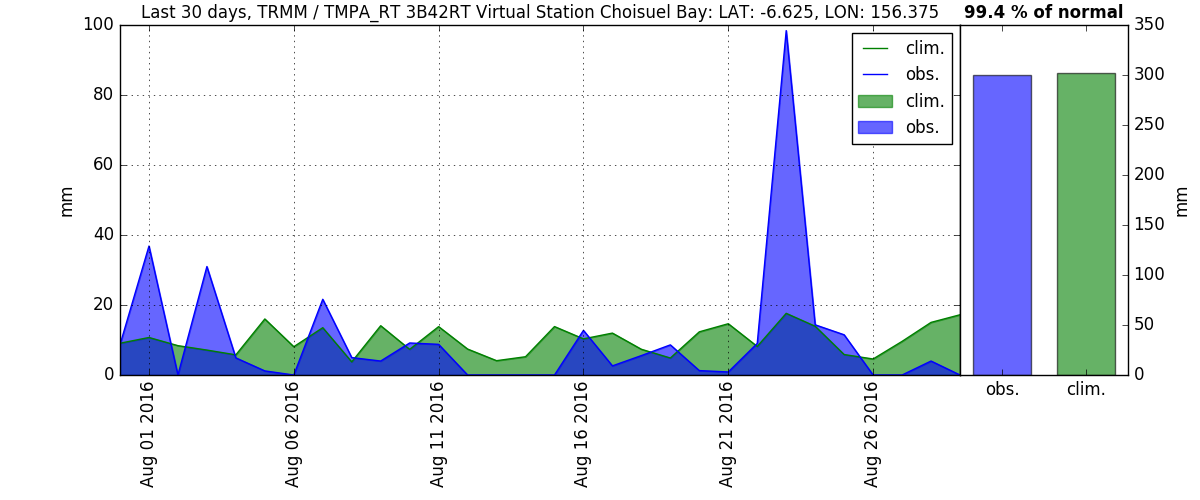 Last 30 days, TRMM / TMPA_RT 3B42RT Virtual Station Choisuel Bay: LAT: -6.625, LON: 156.375
99.4 % of normal
100
80
60
40
20
0
mm
clim.
obs.
clim.
obs.
Aug 01 2016
Aug 06 2016
Aug 11 2016
Aug 16 2016
Aug 21 2016
Aug 26 2016
350
300
250
200
150
100
50
0
mm
obs.
clim.